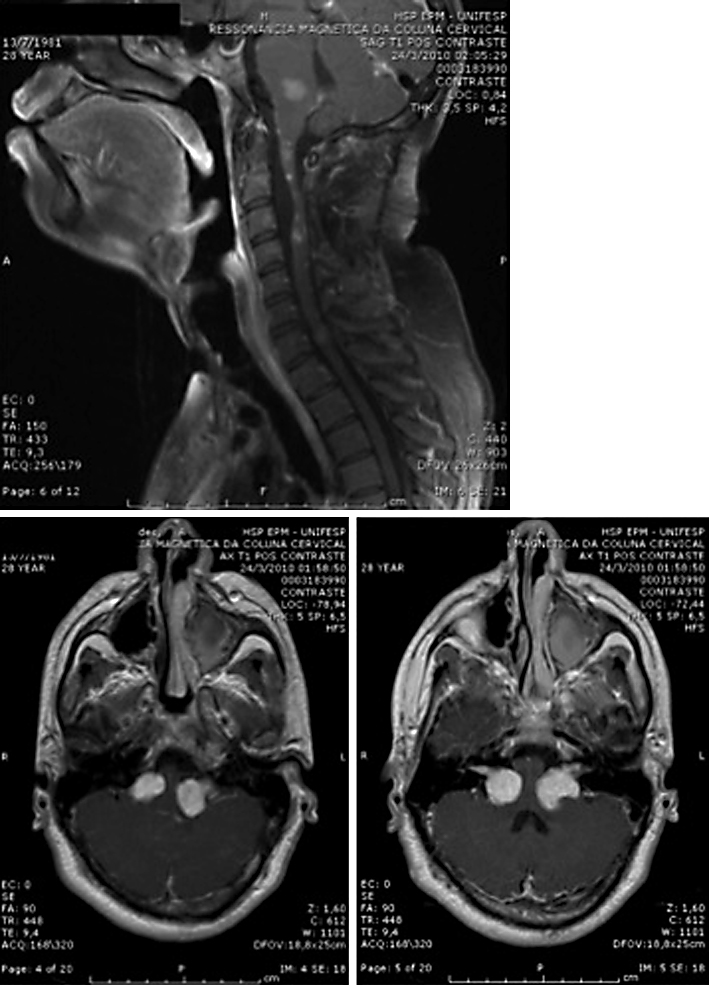 H
HSP EPM - UNIFESP
RESSONANCIA MAGNETICA DA COLUNA CERVICAL
13/7/1981
SAG T1 POS CONTRASTE
28 YEAR
24/3/2010 02:05:29
0003183990
CONTRASTE
LOC: 0,84
THK: 3,5 SP: 4,2
HFS
A
P
EC: 0
SE
FA: 150
TR: 433
TE: 9,3
ACQ:256\179
Z: 2
C: 440
W: 903
DFOV: 26x26cm
Page: 6 of 12
F
cm
IM: 6 SE: 21
A
HSP EPM - UNIFESP
MAGNETICA DA COLUNA CERVICAL
AX T1 POS CONTRASTE
28 YEAR
24/3/2010 01:58:50
0003183990
CONTRASTE
LOC: -78,94
THK: 5 SP: 6,5
HFS
R
L
EC: 0
SE
FA: 90
TR: 448
TE: 9,4
ACQ:168\320
Z: 1,60
C: 612
W: 1101
DFOV:18,8x25cm
Page: 4 of 20
P
cm
IM: 4 SE: 18
A
HSP EPM - UNIFESP
MAGNETICA DA COLUNA CERVICAL
AX T1 POS CONTRASTE
28 YEAR
24/3/2010 01:58:50
0003183990
CONTRASTE
LOC: -72,44
THK: 5 SP: 6,5
HFS
R
L
EC: 0
SE
FA: 90
TR: 448
TE: 9,4
ACQ:168\320
Z: 1,60
C: 612
W: 1101
DFOV:18,8x25cm
Page: 5 of 20
P
cm
IM: 5 SE: 18